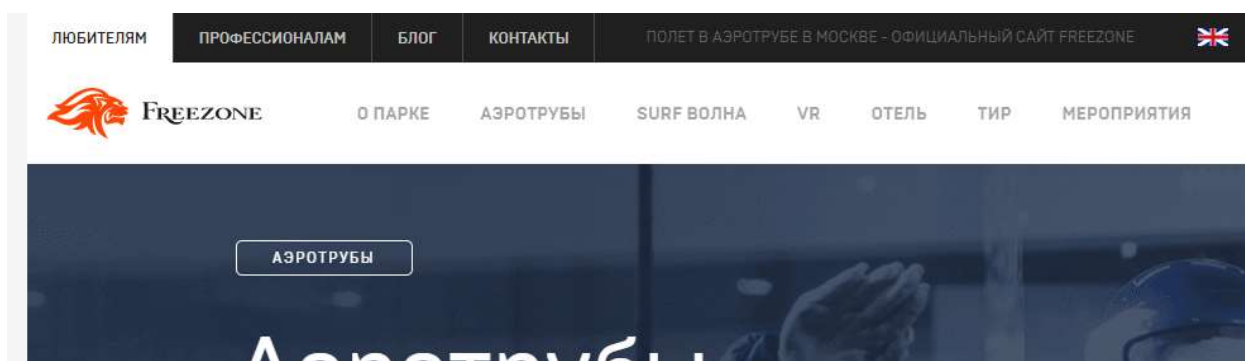 ЛЮБИТЕЛЯМ ПРОФЕССИОНАЛАМ БЛОГ КОНТАКТЫ ПОЛЕТ В АЭРОТРУБЕ В МОСКВЕ - ОФИЦИАЛЬНЫЙ САЙТ FREEZONE
FREEZONE О ПАРКЕ АЭРОТРУБЫ SURF ВОЛНА VR ОТЕЛЬ ТИР МЕРОПРИЯТИЯ
АЭРОТРУБЫ
Аэротрубы